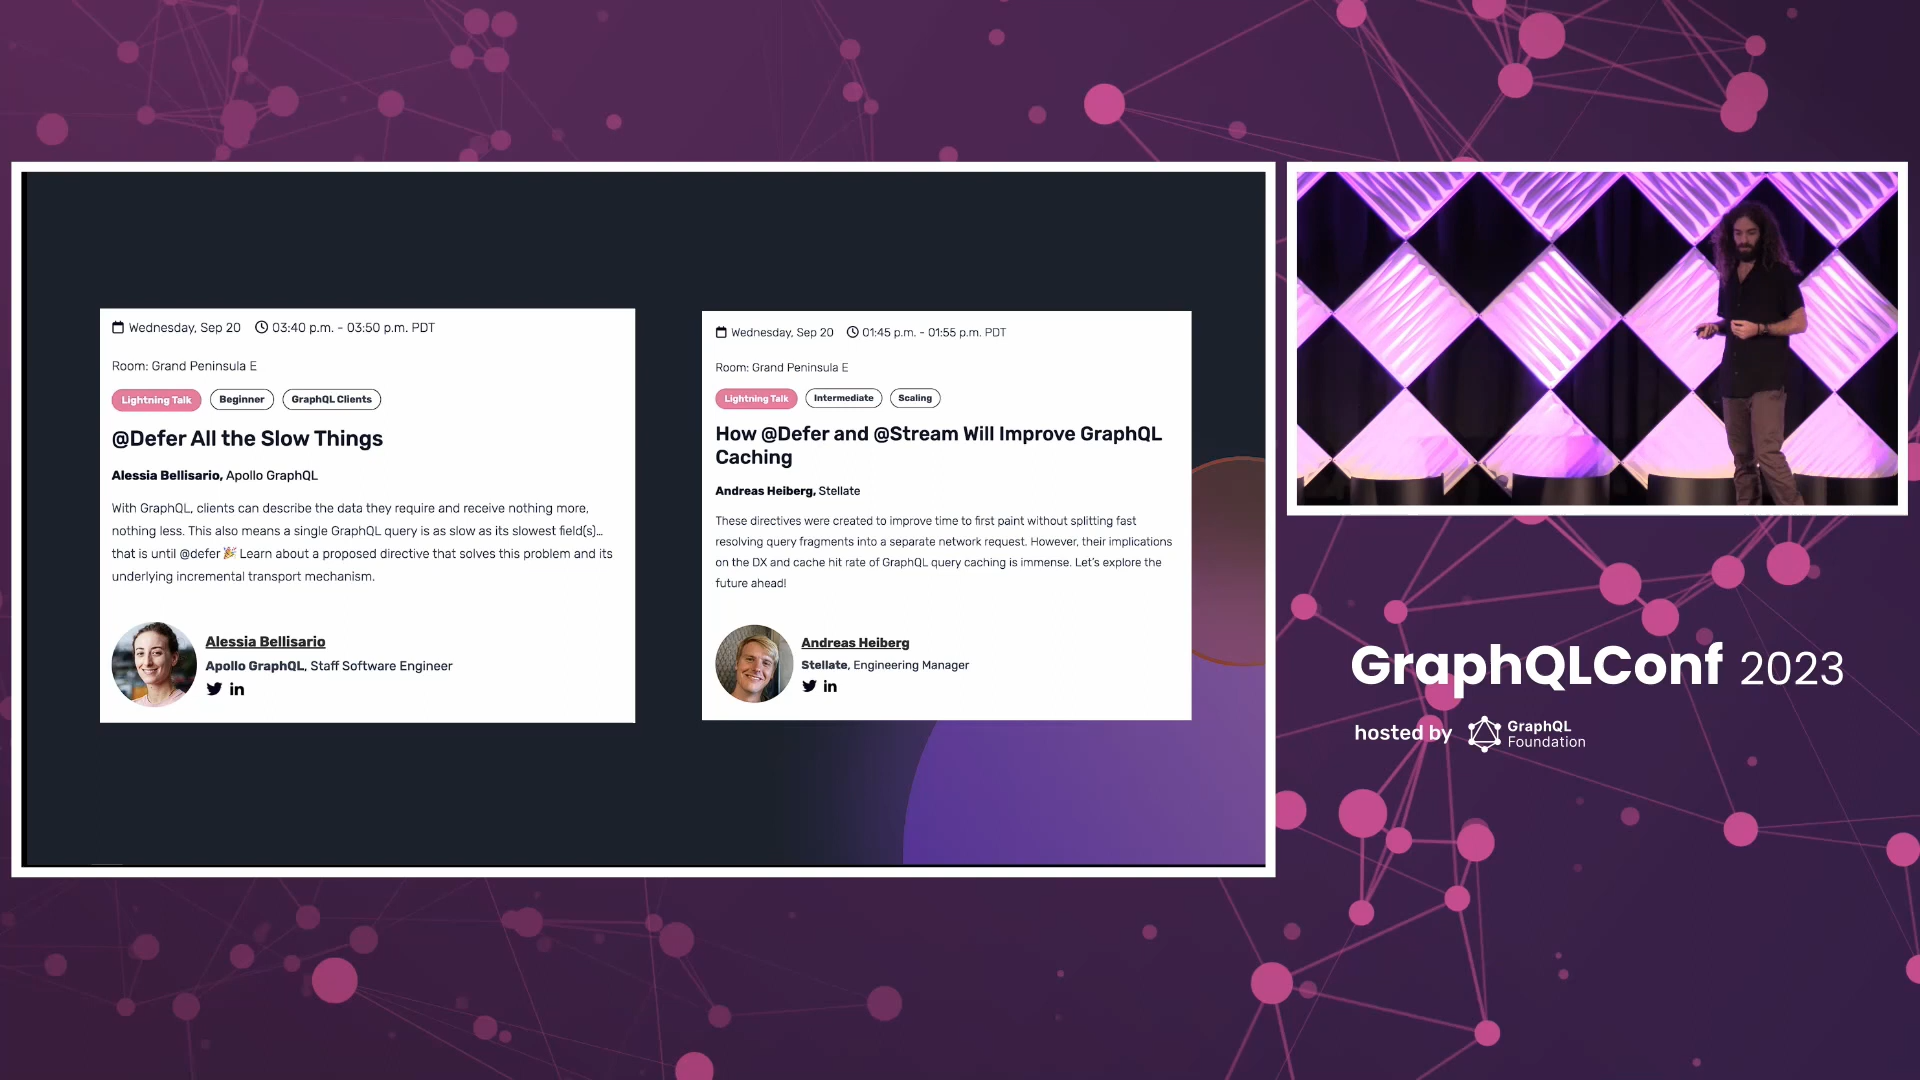 Wednesday, Sep 20 03:40 p.m. - 03:50 p.m. PDT
Room: Grand Peninsula E
Lightning Talk Beginner GraphQL Clients
@Defer All the Slow Things
Alessia Bellisario, Apollo GraphQL
With GraphQL, clients can describe the data they require and receive nothing more,
nothing less. This also means a single GraphQL query is as slow as its slowest field(s)…
that is until @defer 🎉 Learn about a proposed directive that solves this problem and its
underlying incremental transport mechanism.
Alessia Bellisario
Apollo GraphQL, Staff Software Engineer
in
Wednesday, Sep 20 01:45 p.m. - 01:55 p.m. PDT
Room: Grand Peninsula E
Lightning Talk Intermediate Scaling
How @Defer and @Stream Will Improve GraphQL
Caching
Andreas Heiberg, Stellate
These directives were created to improve time to first paint without splitting fast
resolving query fragments into a separate network request. However, their implications
on the DX and cache hit rate of GraphQL query caching is immense. Let's explore the
future ahead!
Andreas Heiberg
Stellate, Engineering Manager
in
GraphQLConf 2023
hosted by GraphQL
Foundation